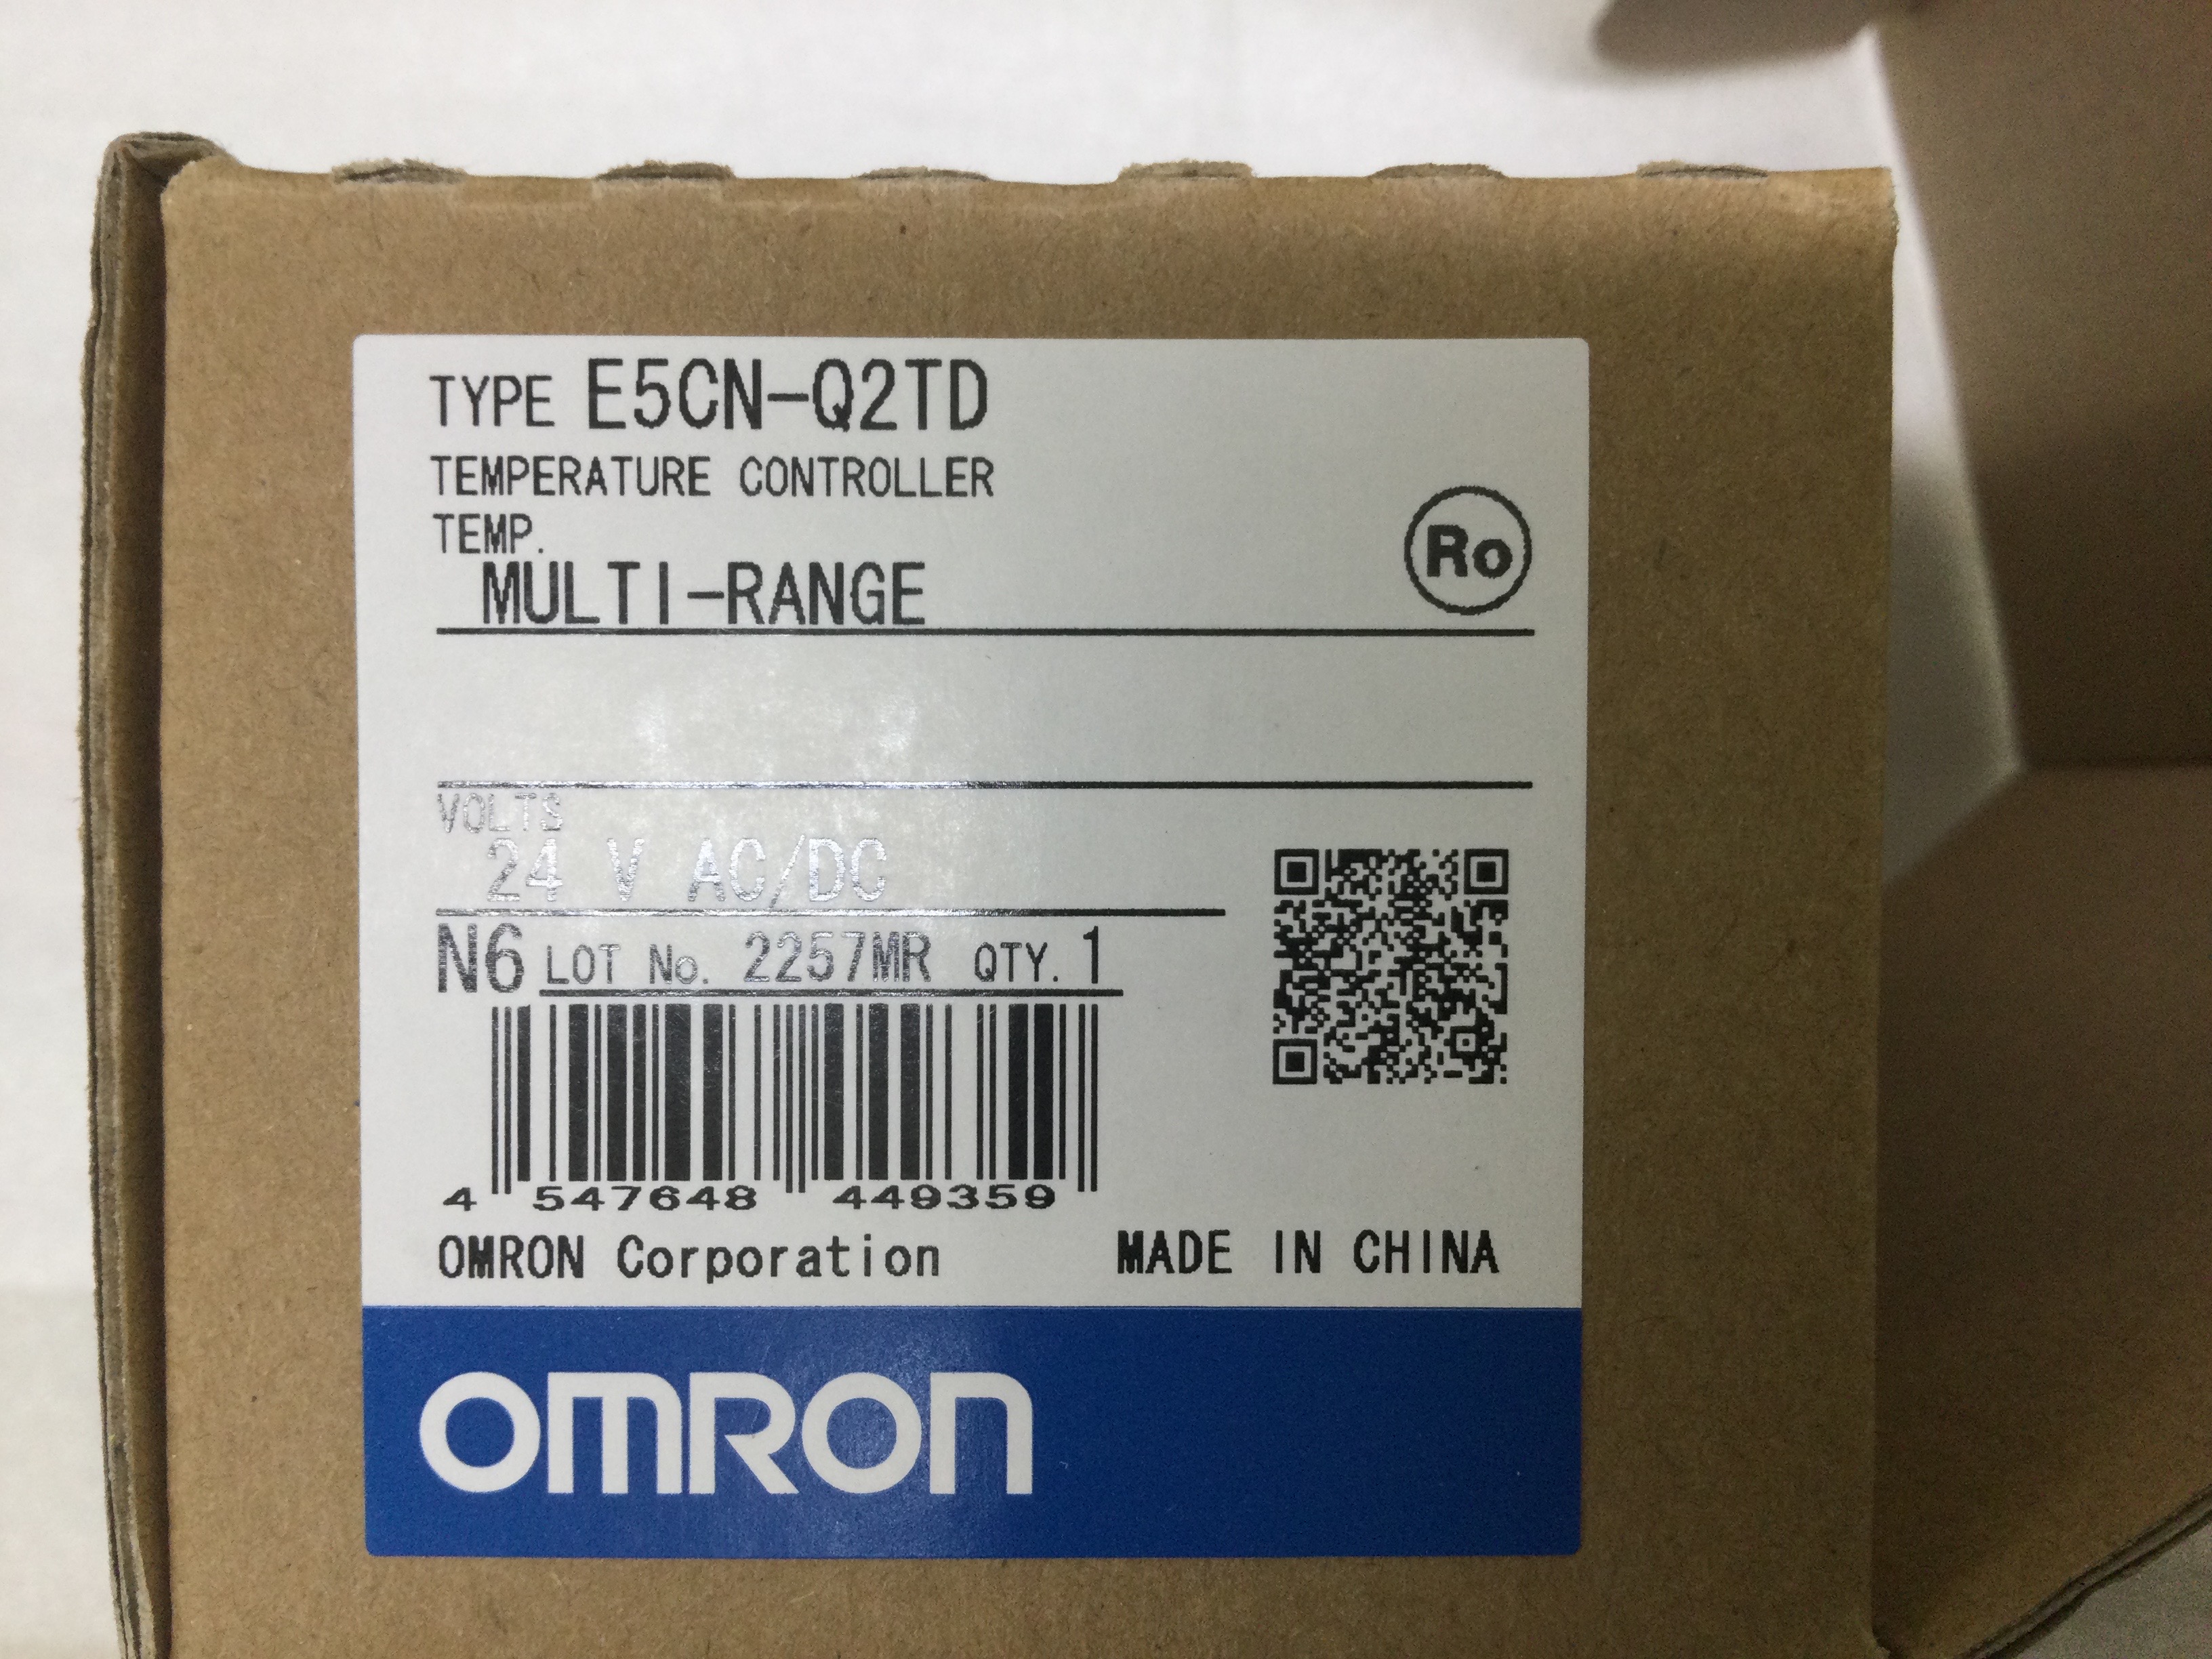 TYPE E5CN-Q2TD
TEMPERATURE CONTROLLER
TEMP.
MULTI-RANGE
Ro
VOLTS
24 V AC/DC
N6 LOT No. 2257MR QTY. 1
4 547648 449359
OMRON Corporation MADE IN CHINA
OMRON